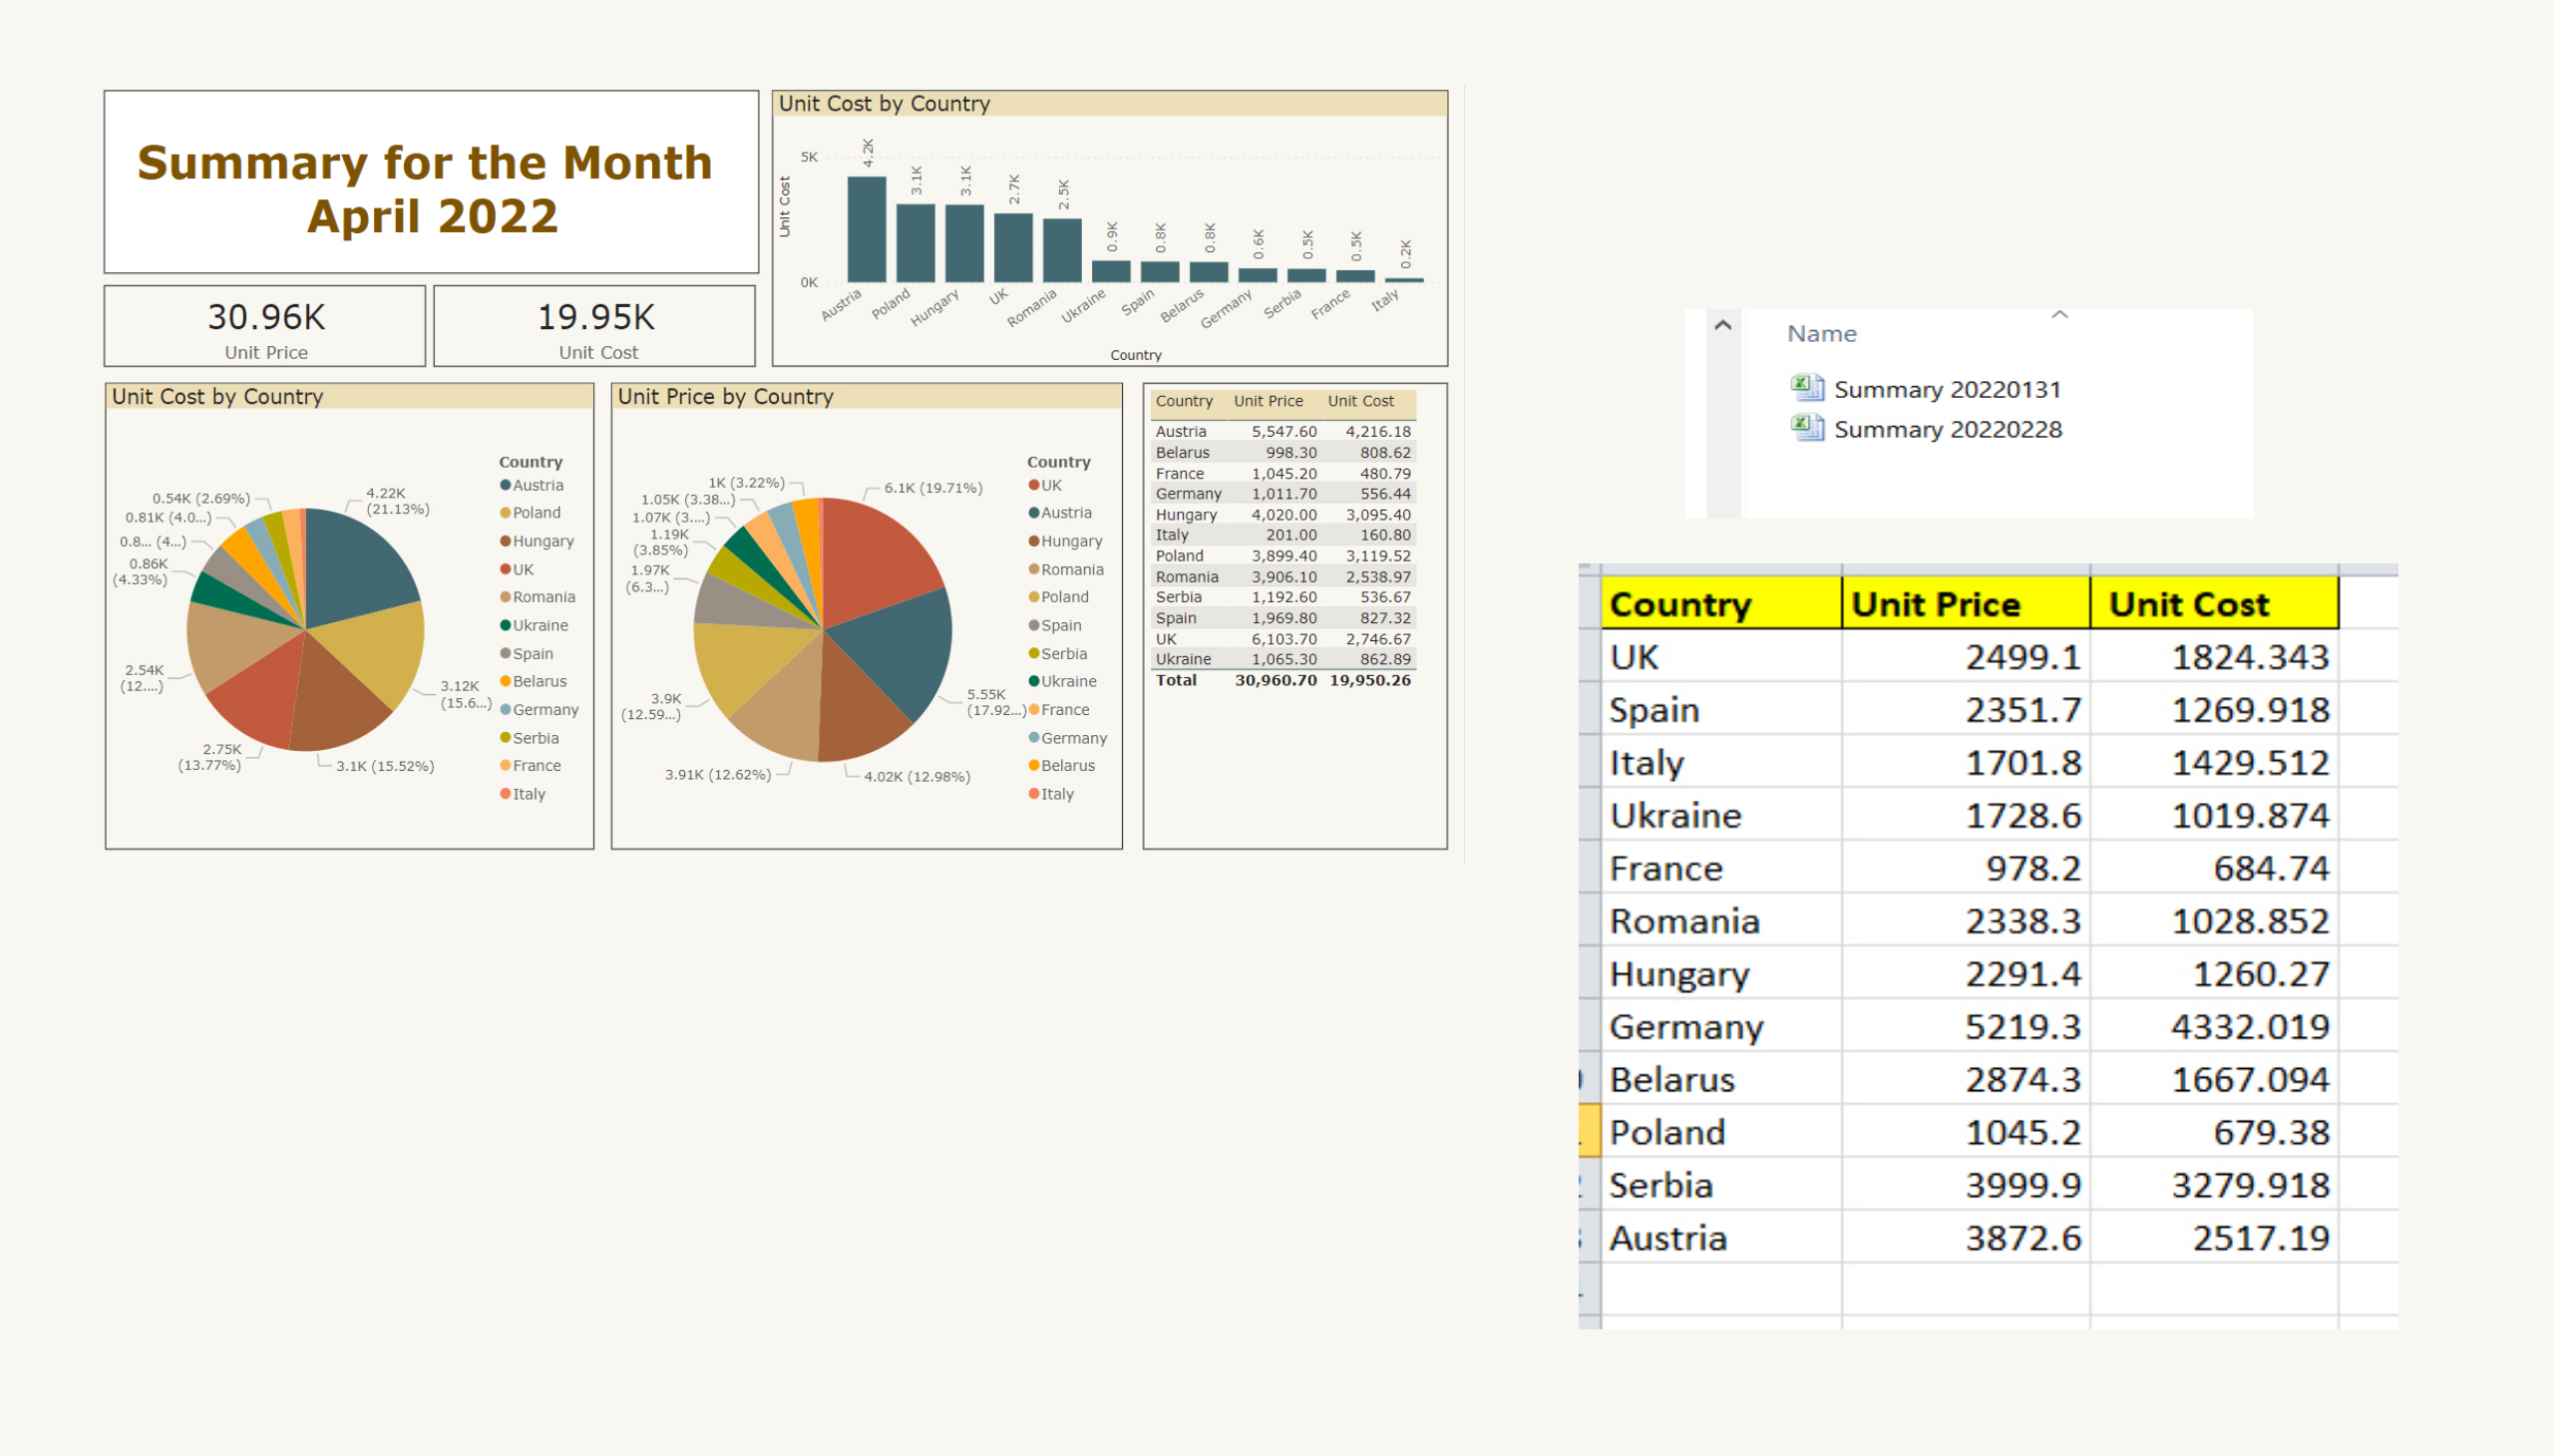 Summary for the Month
April 2022
30.96K
Unit Price
19.95K
Unit Cost
Unit Cost by Country
Unit Cost
5K
0K
4.2K
3.1K
3.1K
2.7K
2.5K
0.9K
0.8K
0.8K
0.6K
0.5K
0.5K
0.2K
Austria
Poland
Hungary
UK
Romania
Ukraine
Spain
Belarus
Germany
Serbia
France
Italy
Country
Unit Cost by Country
4.22K
(21.13%)
3.12K
(15.6...)
3.1K (15.52%)
2.75K
(13.77%)
2.54K
(12....)
0.86K
(4.33%)
0.8... (4...)
0.81K (4.0...)
0.54K (2.69%)
Country
Austria
Poland
Hungary
UK
Romania
Ukraine
Spain
Belarus
Germany
Serbia
France
Italy
Unit Price by Country
6.1K (19.71%)
5.55K
(17.92...)
4.02K (12.98%)
3.91K (12.62%)
3.9K
(12.59...)
1.97K
(6.3...)
1.19K
(3.85%)
1.07K (3....)
1.05K (3.38...)
1K (3.22%)
Country
UK
Austria
Hungary
Romania
Poland
Spain
Serbia
Ukraine
France
Germany
Belarus
Italy
Country Unit Price Unit Cost
Austria 5,547.60 4,216.18
Belarus 998.30 808.62
France 1,045.20 480.79
Germany 1,011.70 556.44
Hungary 4,020.00 3,095.40
Italy 201.00 160.80
Poland 3,899.40 3,119.52
Romania 3,906.10 2,538.97
Serbia 1,192.60 536.67
Spain 1,969.80 827.32
UK 6,103.70 2,746.67
Ukraine 1,065.30 862.89
Total 30,960.70 19,950.26
Name
Summary 20220131
Summary 20220228
Country Unit Price Unit Cost
UK 2499.1 1824.343
Spain 2351.7 1269.918
Italy 1701.8 1429.512
Ukraine 1728.6 1019.874
France 978.2 684.74
Romania 2338.3 1028.852
Hungary 2291.4 1260.27
Germany 5219.3 4332.019
Belarus 2874.3 1667.094
Poland 1045.2 679.38
Serbia 3999.9 3279.918
Austria 3872.6 2517.19